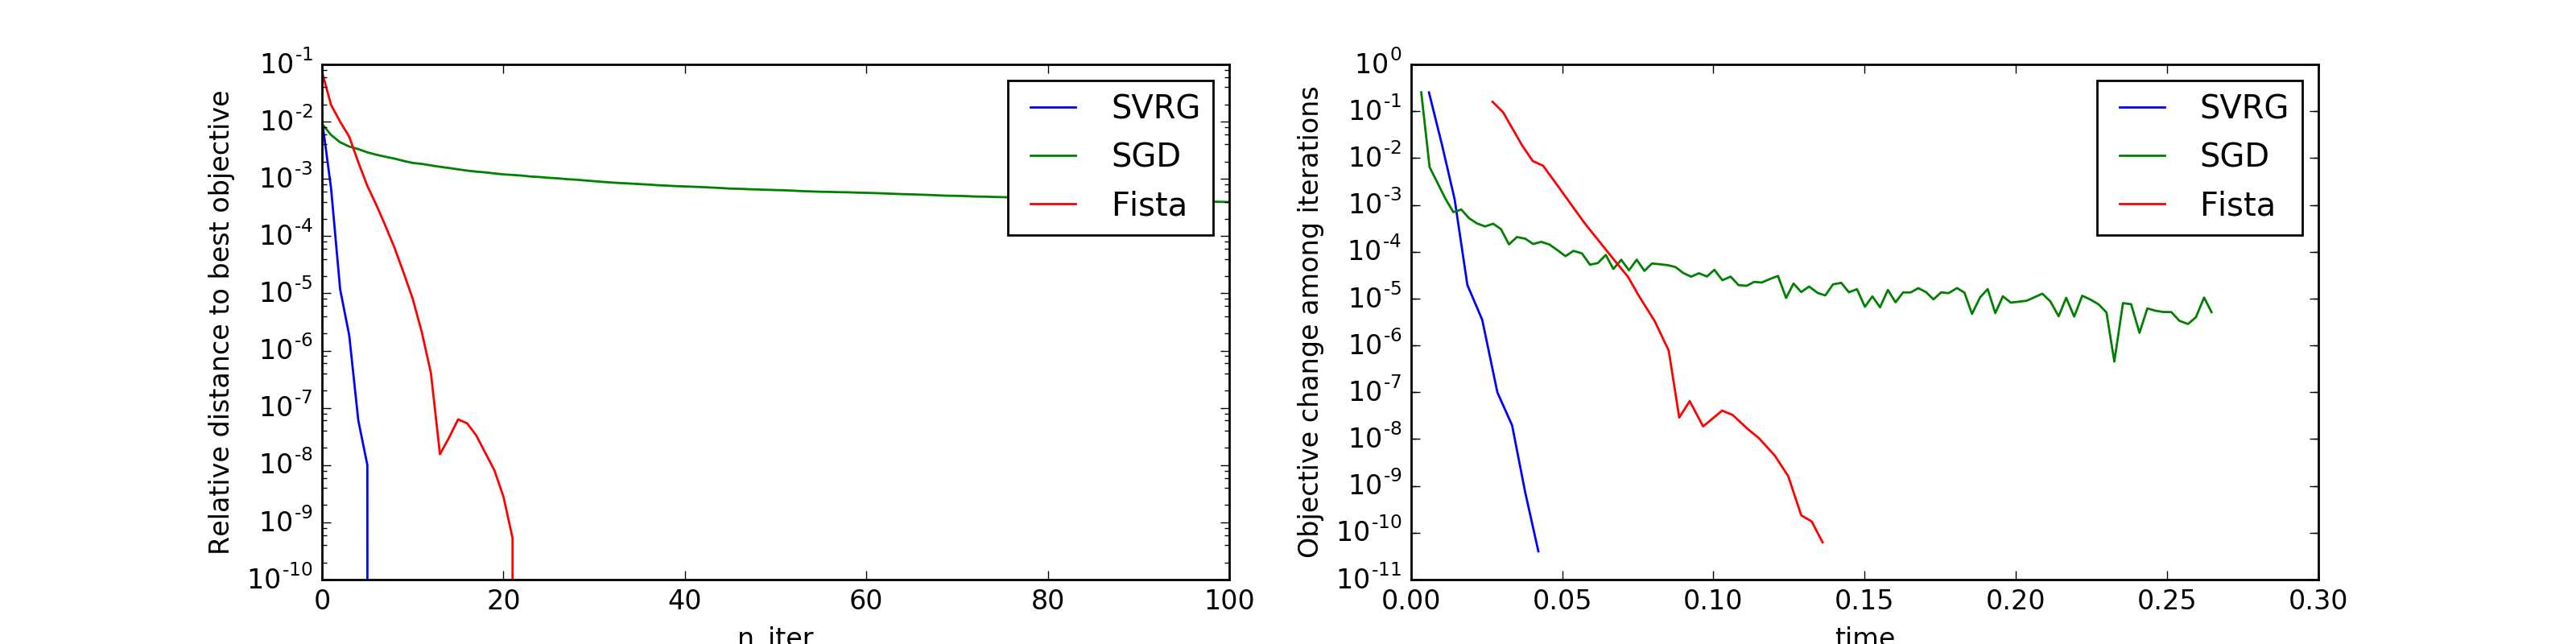 Relative distance to best objective
10^-1
10^-2
10^-3
10^-4
10^-5
10^-6
10^-7
10^-8
10^-9
10^-10
0 20 40 60 80 100
n_iter
SVRG
SGD
Fista
Objective change among iterations
10^0
10^-1
10^-2
10^-3
10^-4
10^-5
10^-6
10^-7
10^-8
10^-9
10^-10
10^-11
0.00 0.05 0.10 0.15 0.20 0.25 0.30
time
SVRG
SGD
Fista